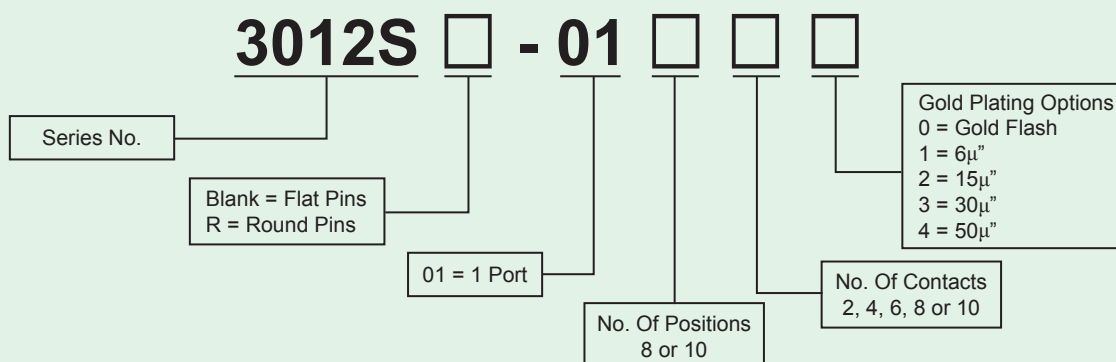 3012S □ - 01 □ □ □
Series No.
Blank = Flat Pins
R = Round Pins
01 = 1 Port
No. Of Positions
8 or 10
No. Of Contacts
2, 4, 6, 8 or 10
Gold Plating Options
0 = Gold Flash
1 = 6µ”
2 = 15µ”
3 = 30µ”
4 = 50µ”